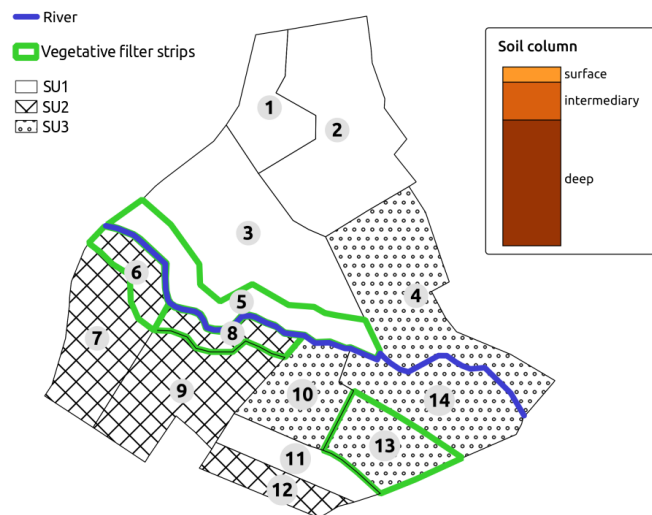 River
Vegetative filter strips
SU1
SU2
SU3
Soil column
surface
intermediary
deep
1
2
3
4
5
6
7
8
9
10
11
12
13
14